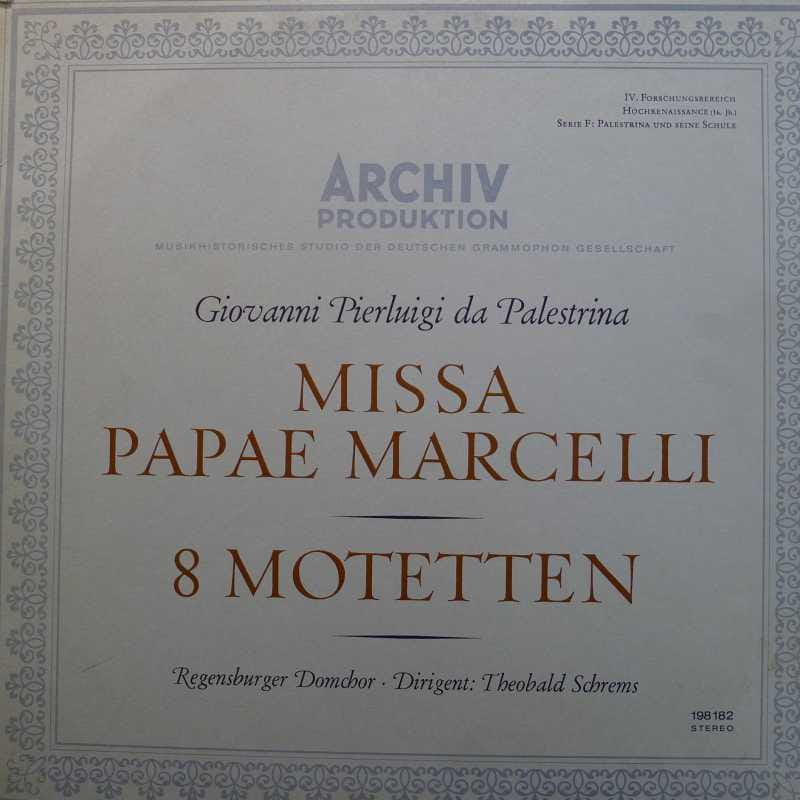 IV. Forschungsbereich
Hochrenaissance (16. Jh.)
Serie F: Palestrina und seine Schule
ARCHIV
PRODUKTION
MUSIKHISTORISCHES STUDIO DER DEUTSCHEN GRAMMOPHON GESELLSCHAFT
Giovanni Pierluigi da Palestrina
MISSA
PAPAE MARCELLI
8 MOTETTEN
Regensburger Domchor · Dirigent: Theobald Schrems
198182
STEREO